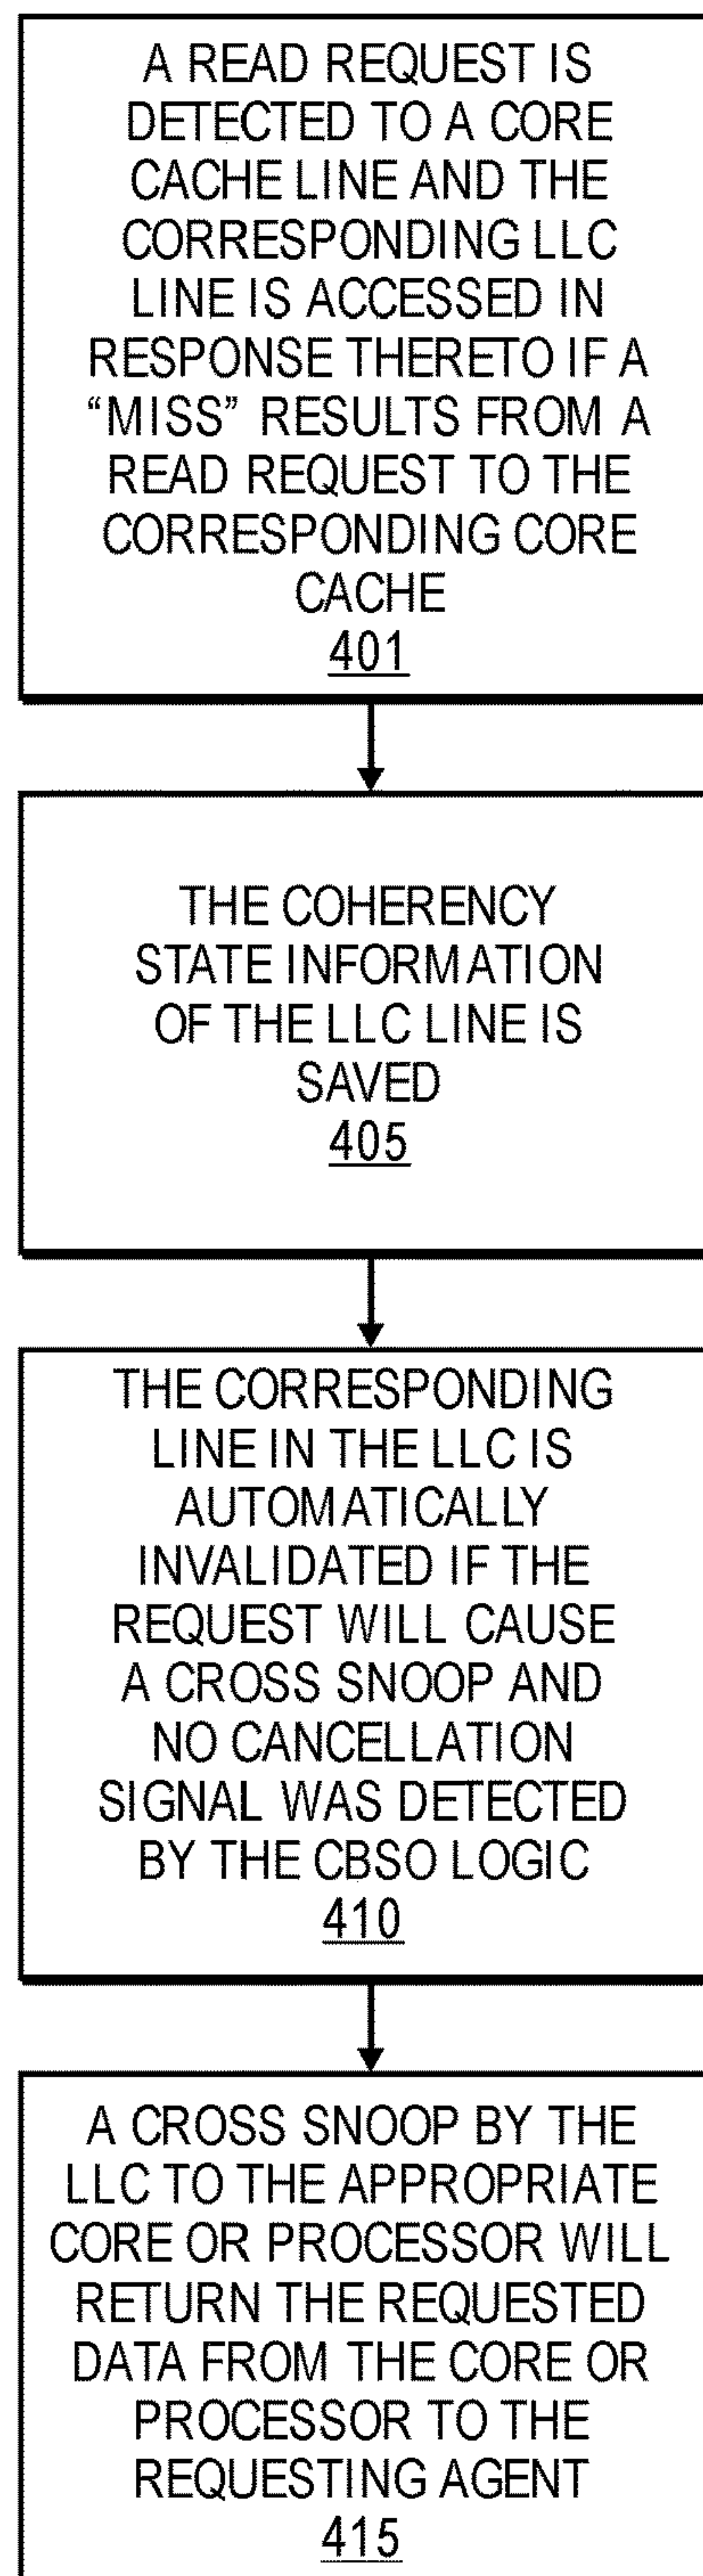 A READ REQUEST IS
DETECTED TO A CORE
CACHE LINE AND THE
CORRESPONDING LLC
LINE IS ACCESSED IN
RESPONSE THERETO IF A
“MISS” RESULTS FROM A
READ REQUEST TO THE
CORRESPONDING CORE
CACHE
401
THE COHERENCY
STATE INFORMATION
OF THE LLC LINE IS
SAVED
405
THE CORRESPONDING
LINE IN THE LLC IS
AUTOMATICALLY
INVALIDATED IF THE
REQUEST WILL CAUSE
A CROSS SNOOP AND
NO CANCELLATION
SIGNAL WAS DETECTED
BY THE CBSO LOGIC
410
A CROSS SNOOP BY THE
LLC TO THE APPROPRIATE
CORE OR PROCESSOR WILL
RETURN THE REQUESTED
DATA FROM THE CORE OR
PROCESSOR TO THE
REQUESTING AGENT
415